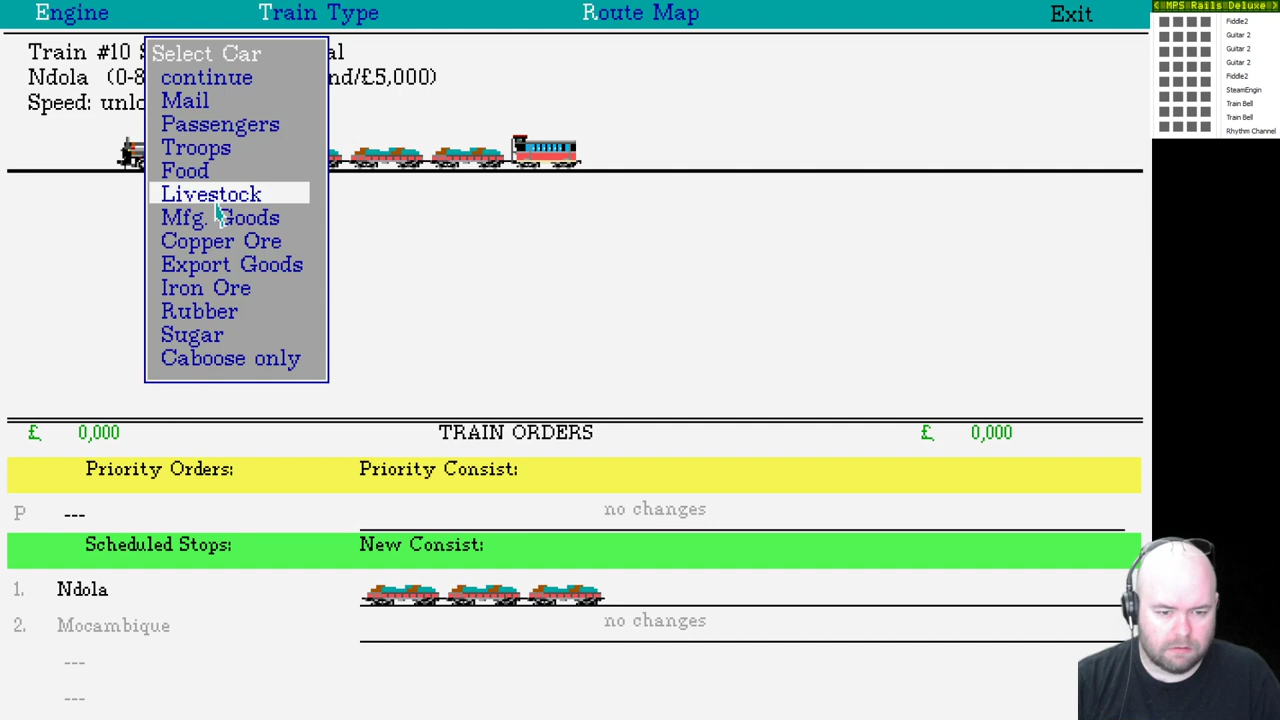 Engine Train Type Route Map Exit
Train #10 S al
Ndola (0-8 nd/£5,000)
Speed: unlo
Select Car
continue
Mail
Passengers
Troops
Food
Livestock
Mfg. Goods
Copper Ore
Export Goods
Iron Ore
Rubber
Sugar
Caboose only
£ 0,000 TRAIN ORDERS £ 0,000
Priority Orders: Priority Consist:
P --- no changes
Scheduled Stops: New Consist:
1. Ndola
2. Mocambique no changes
---
---
< MPS Rails Deluxe >
Fiddle2
Guitar 2
Guitar 2
Guitar 2
Fiddle2
SteamEngin
Train Bell
Train Bell
Rhythm Channel